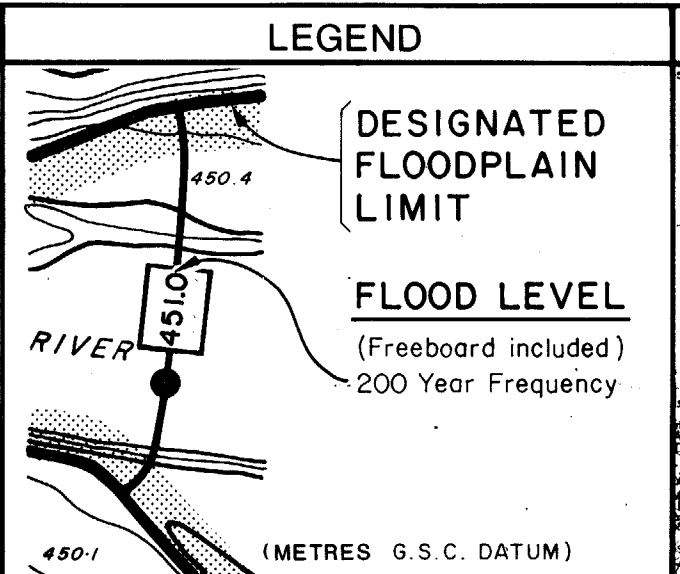 LEGEND
DESIGNATED
FLOODPLAIN
LIMIT
450.4
451.0
FLOOD LEVEL
(Freeboard included)
200 Year Frequency
RIVER
450.1
(METRES G.S.C. DATUM)